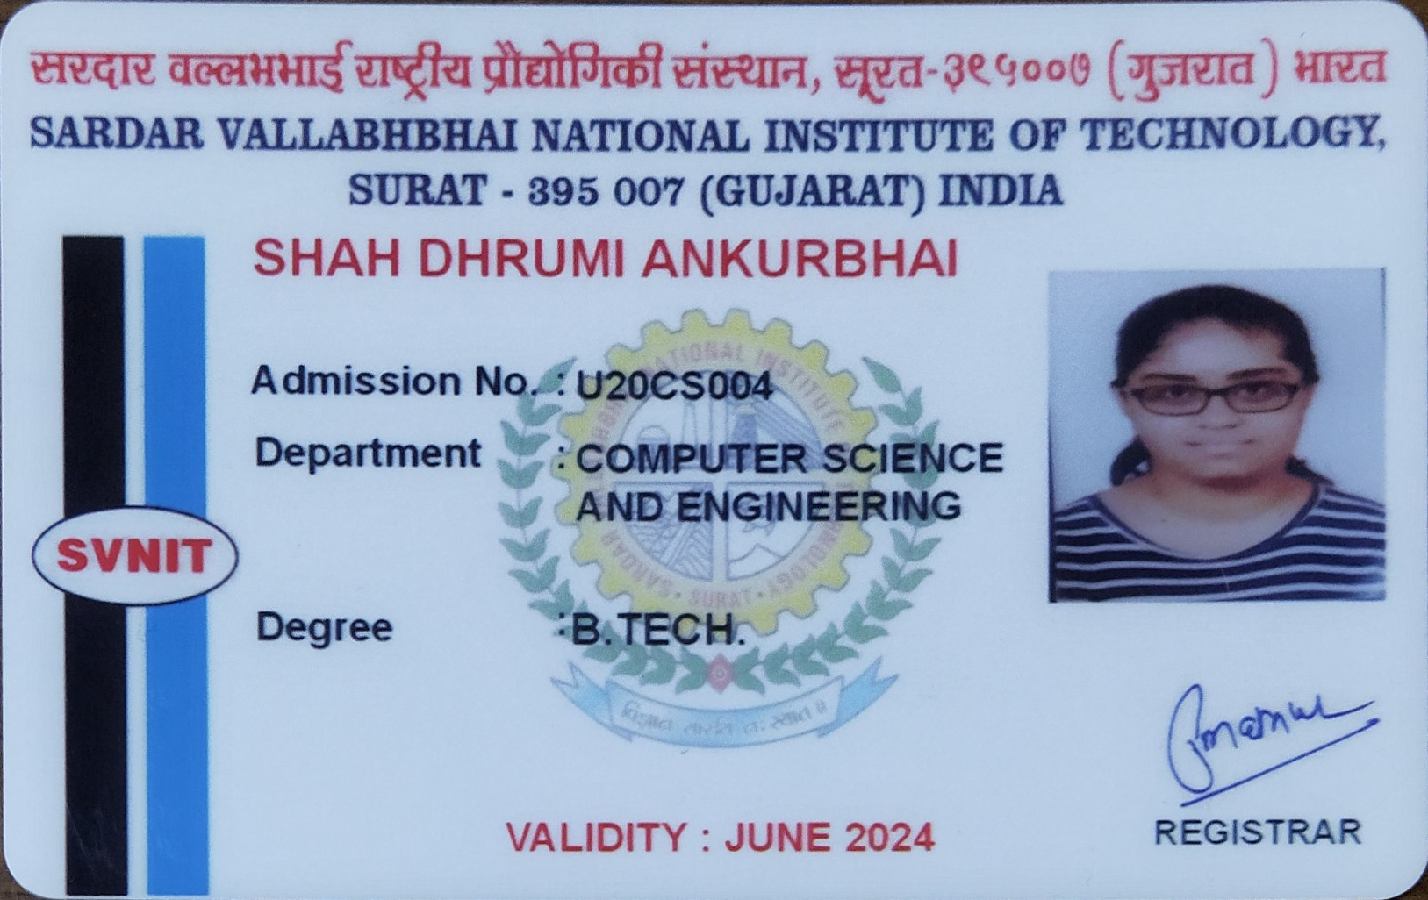 सरदार वल्लभभाई राष्ट्रीय प्रौद्योगिकी संस्थान, सूरत-३९५००७ (गुजरात) भारत
SARDAR VALLABHBHAI NATIONAL INSTITUTE OF TECHNOLOGY,
SURAT - 395 007 (GUJARAT) INDIA
SHAH DHRUMI ANKURBHAI
Admission No. : U20CS004
Department : COMPUTER SCIENCE
AND ENGINEERING
SVNIT
Degree : B.TECH.
VALIDITY : JUNE 2024
REGISTRAR